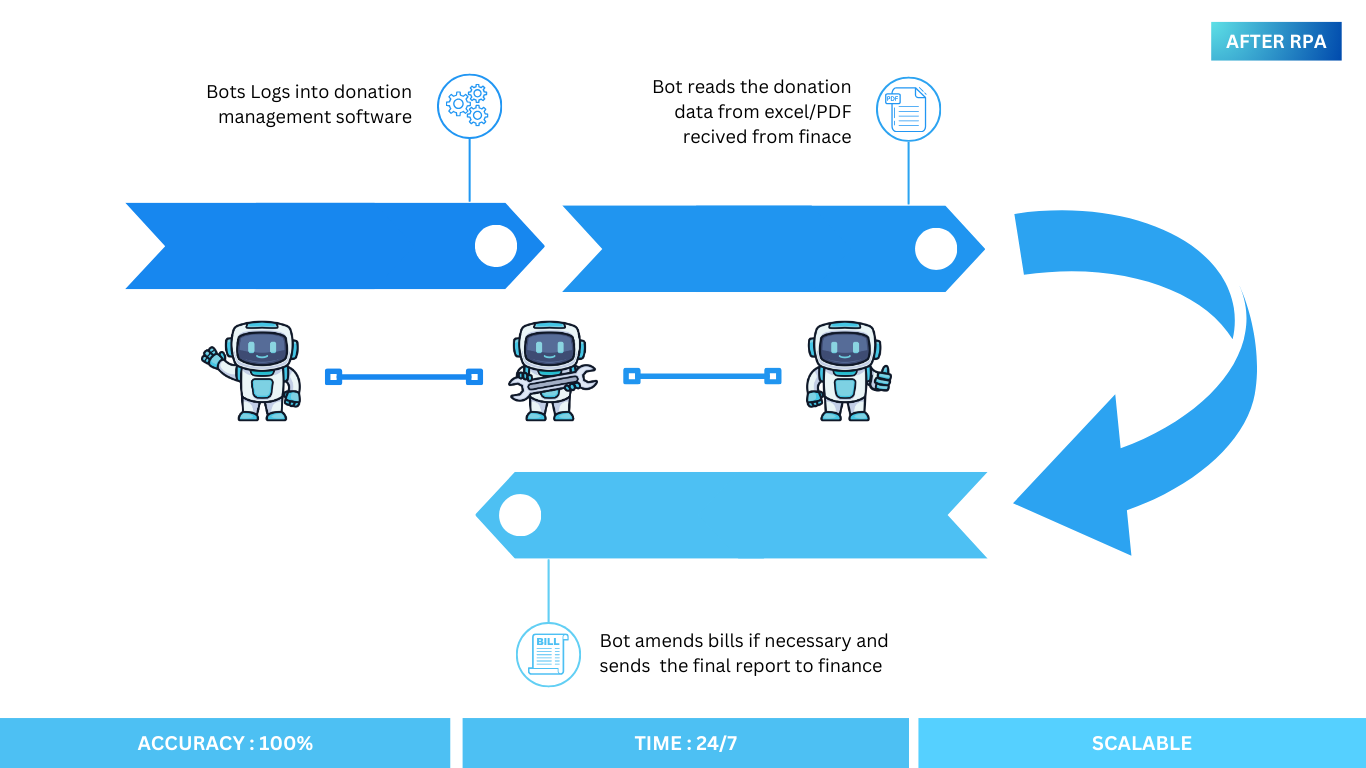 AFTER RPA
Bots Logs into donation
management software
Bot reads the donation
data from excel/PDF
recived from finace
PDF
BILL
Bot amends bills if necessary and
sends  the final report to finance
ACCURACY : 100%
TIME : 24/7
SCALABLE